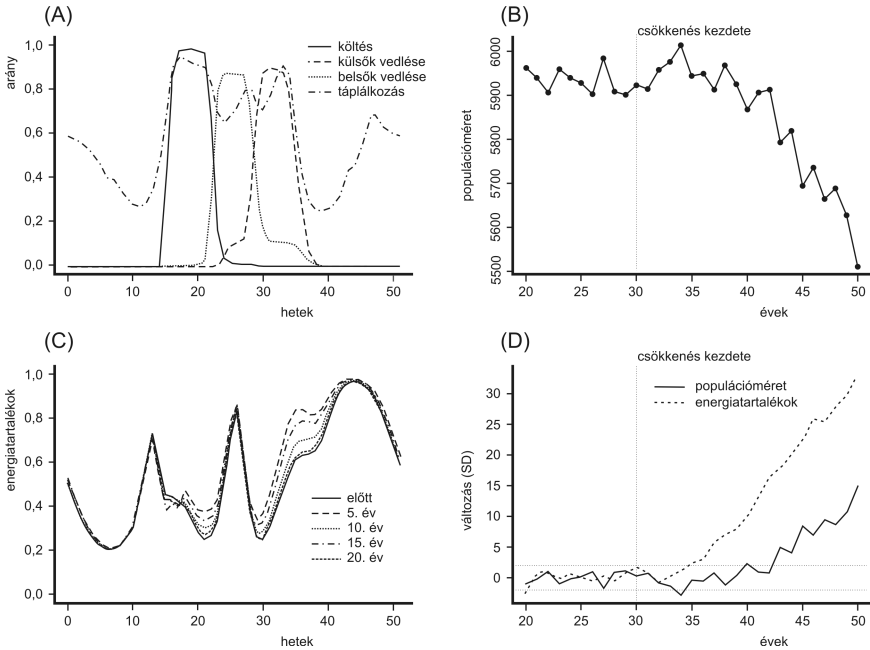 (A)
1,0
0,8
0,6
0,4
0,2
0,0
arány
költés
külsők vedlése
belsők vedlése
táplálkozás
0 10 20 30 40 50
hetek
(B)
csökkenés kezdete
6000
5900
5800
5700
5600
5500
populációméret
20 25 30 35 40 45 50
évek
(C)
1,0
0,8
0,6
0,4
0,2
0,0
energiatartalékok
előtt
5. év
10. év
15. év
20. év
0 10 20 30 40 50
hetek
(D)
csökkenés kezdete
30
25
20
15
10
5
0
változás (SD)
populációméret
energiatartalékok
20 25 30 35 40 45 50
évek